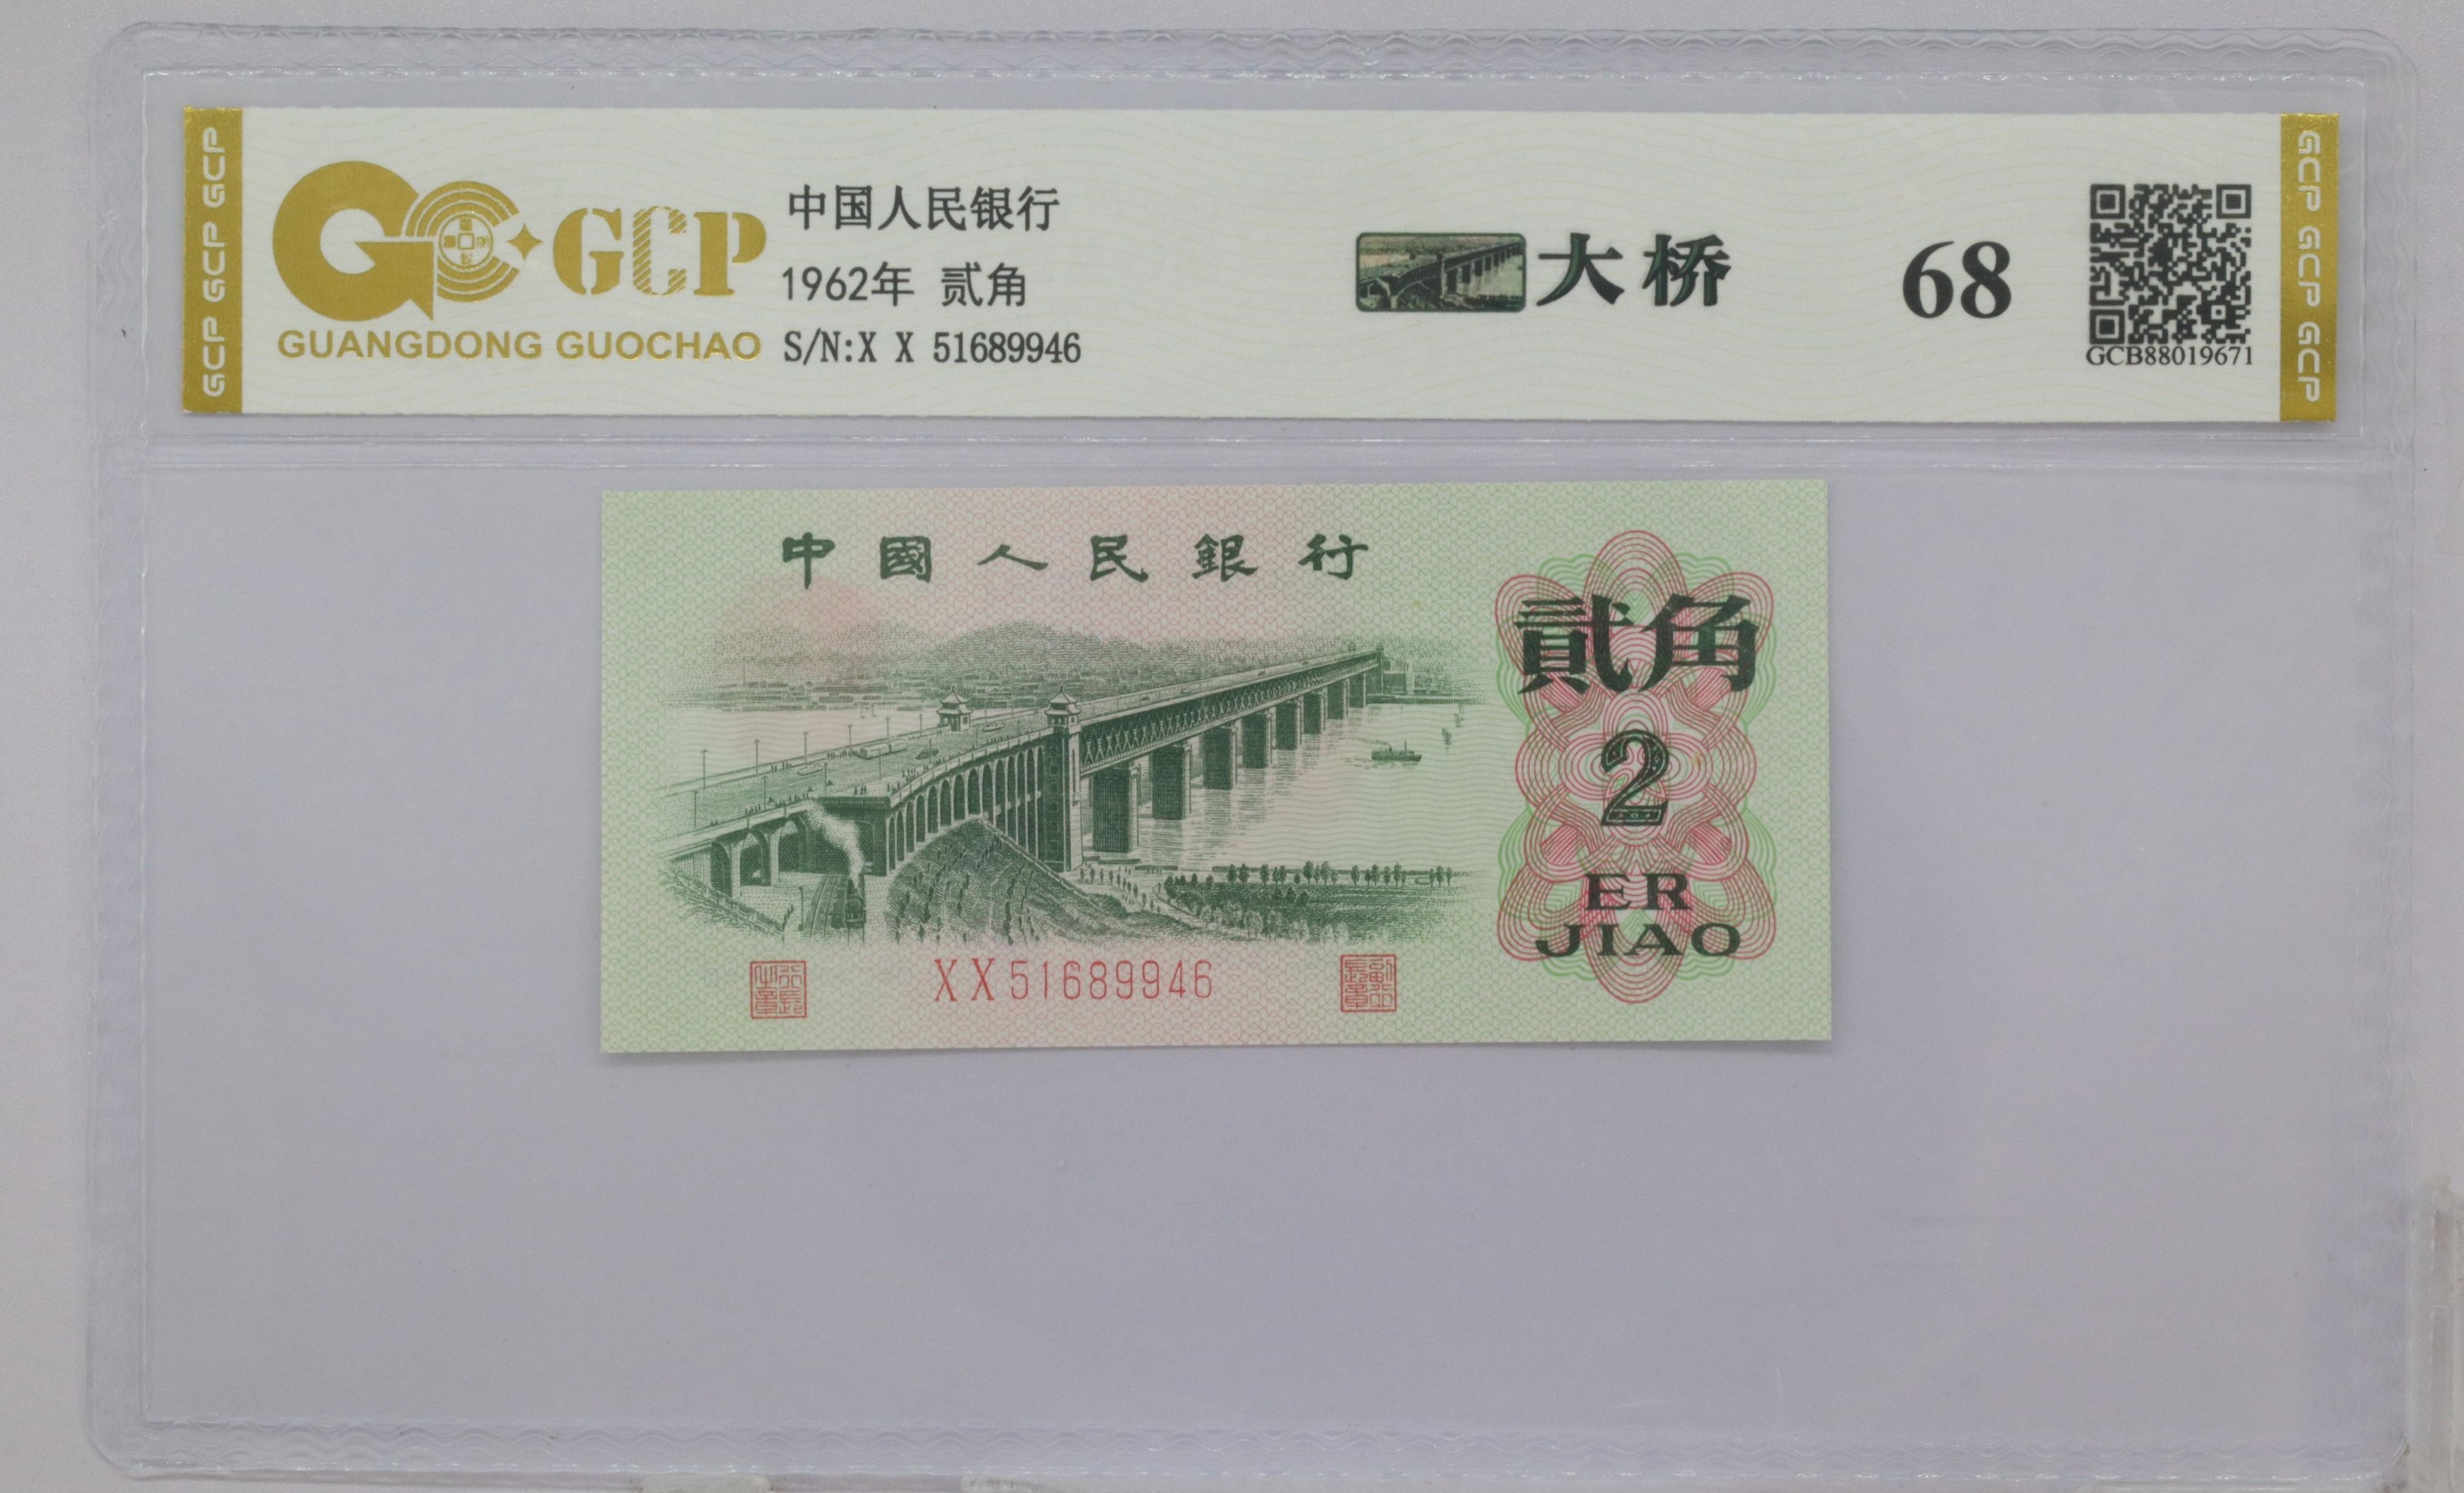 GCP GCP GCP
GCP
GUANGDONG GUOCHAO
中国人民银行
1962年 贰角
S/N:X X 51689946
大桥
68
GCB88019671
GCP GCP GCP
中國人民銀行
貳角
2
ER
JIAO
XX51689946